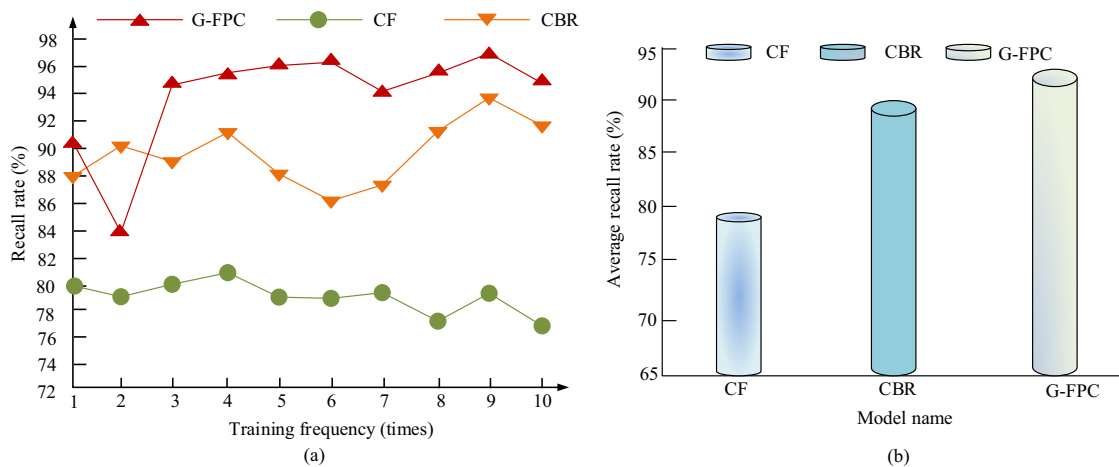 G-FPC CF CBR
98
96
94
92
90
88
86
84
82
80
78
76
74
72
1 2 3 4 5 6 7 8 9 10
Recall rate (%)
Training frequency (times)
(a)
CF CBR G-FPC
95
90
85
80
75
70
65
CF CBR G-FPC
Average recall rate (%)
Model name
(b)